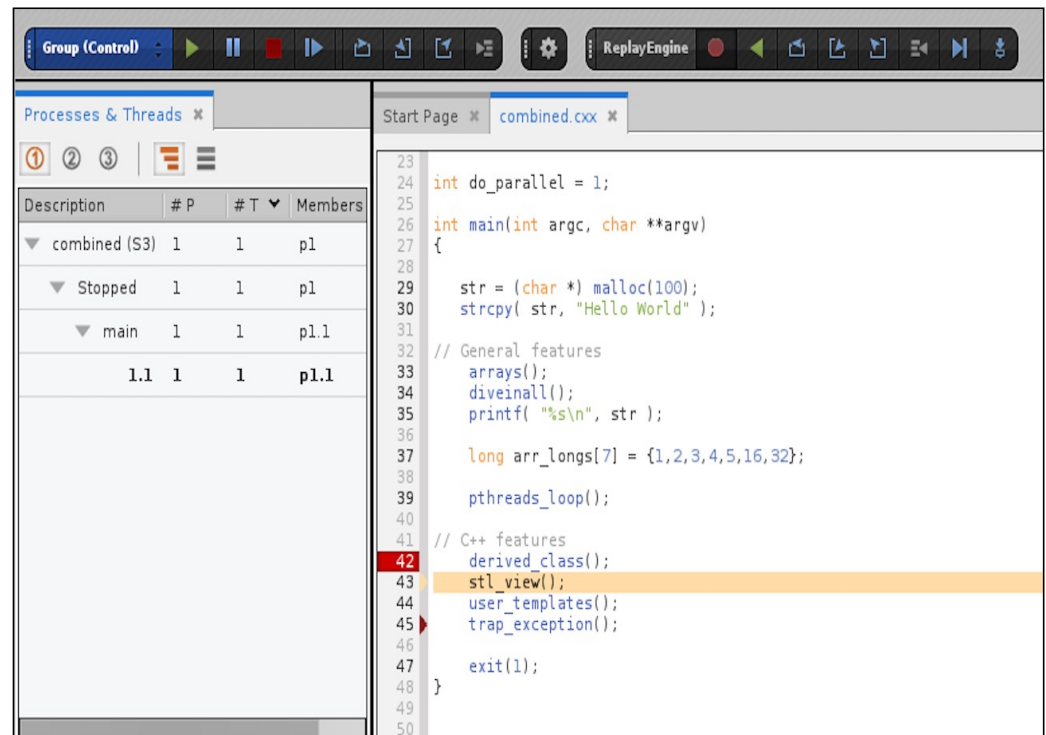 Group (Control)
ReplayEngine
Processes & Threads
Start Page
combined.cxx
1 2 3
Description # P # T Members
combined (S3) 1 1 p1
Stopped 1 1 p1
main 1 1 p1.1
1.1 1 1 p1.1
23
24 int do_parallel = 1;
25
26 int main(int argc, char **argv)
27 {
28
29 str = (char *) malloc(100);
30 strcpy( str, "Hello World" );
31
32 // General features
33 arrays();
34 diveinall();
35 printf( "%s\n", str );
36
37 long arr_longs[7] = {1,2,3,4,5,16,32};
38
39 pthreads_loop();
40
41 // C++ features
42 derived_class();
43 stl_view();
44 user_templates();
45 trap_exception();
46
47 exit(1);
48 }
49
50